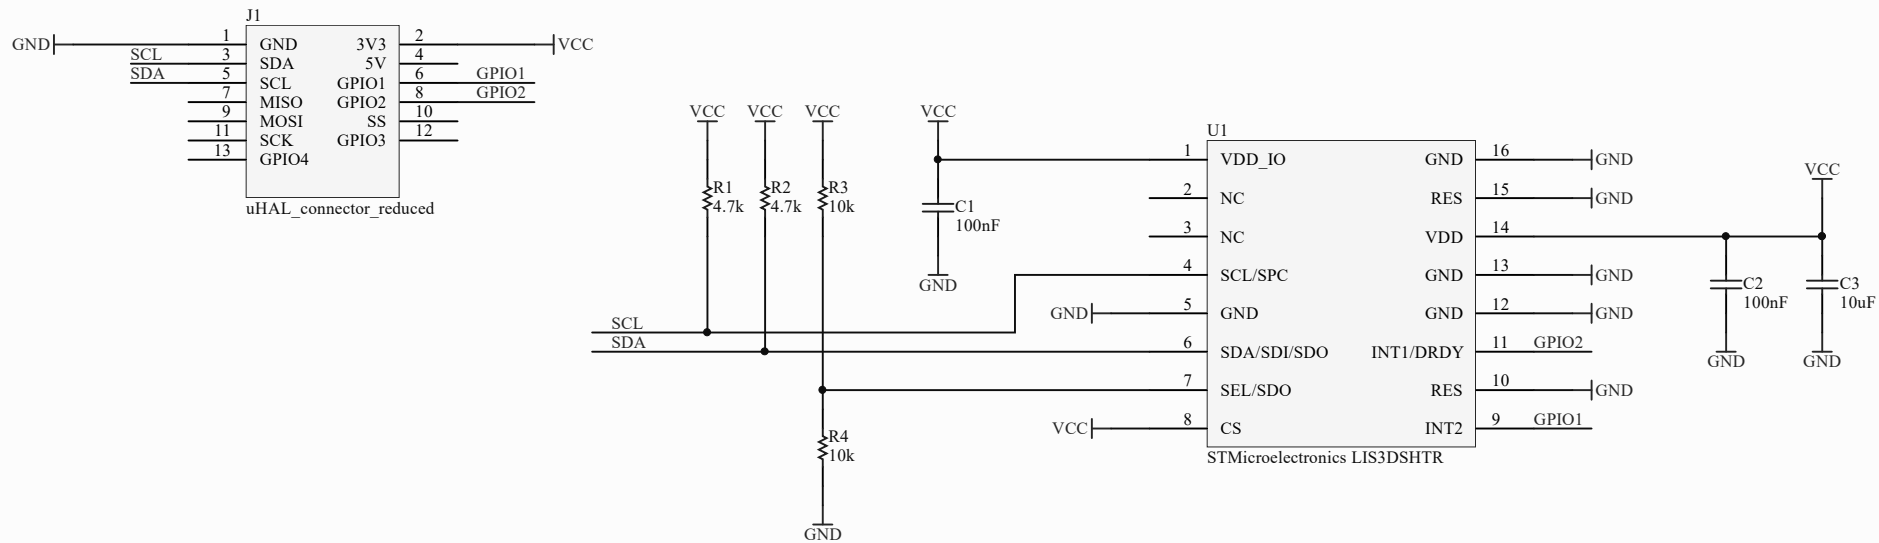 J1
GND 1 GND 3V3 2 VCC
SCL 3 SDA 5V 4
SDA 5 SCL GPIO1 6 GPIO1
7 MISO GPIO2 8 GPIO2
9 MOSI SS 10
11 SCK GPIO3 12
13 GPIO4
uHAL_connector_reduced
VCC VCC VCC VCC
R1 4.7k
R2 4.7k
R3 10k
C1 100nF
GND
SCL
SDA
R4 10k
GND
U1
1 VDD_IO GND 16 GND
2 NC RES 15 GND
3 NC VDD 14
4 SCL/SPC GND 13 GND
GND 5 GND GND 12 GND
6 SDA/SDI/SDO INT1/DRDY 11 GPIO2
7 SEL/SDO RES 10 GND
VCC 8 CS INT2 9 GPIO1
STMicroelectronics LIS3DSHTR
VCC
C2 100nF
C3 10uF
GND GND